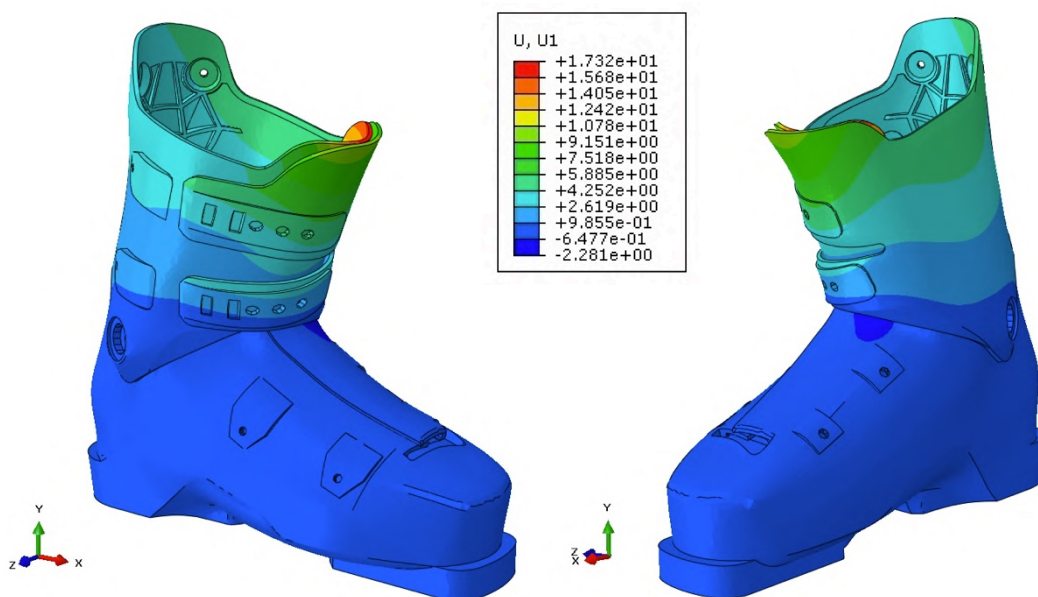 U, U1
+1.732e+01
+1.568e+01
+1.405e+01
+1.242e+01
+1.078e+01
+9.151e+00
+7.518e+00
+5.885e+00
+4.252e+00
+2.619e+00
+9.855e-01
-6.477e-01
-2.281e+00
Y
Z
X
Y
Z
X